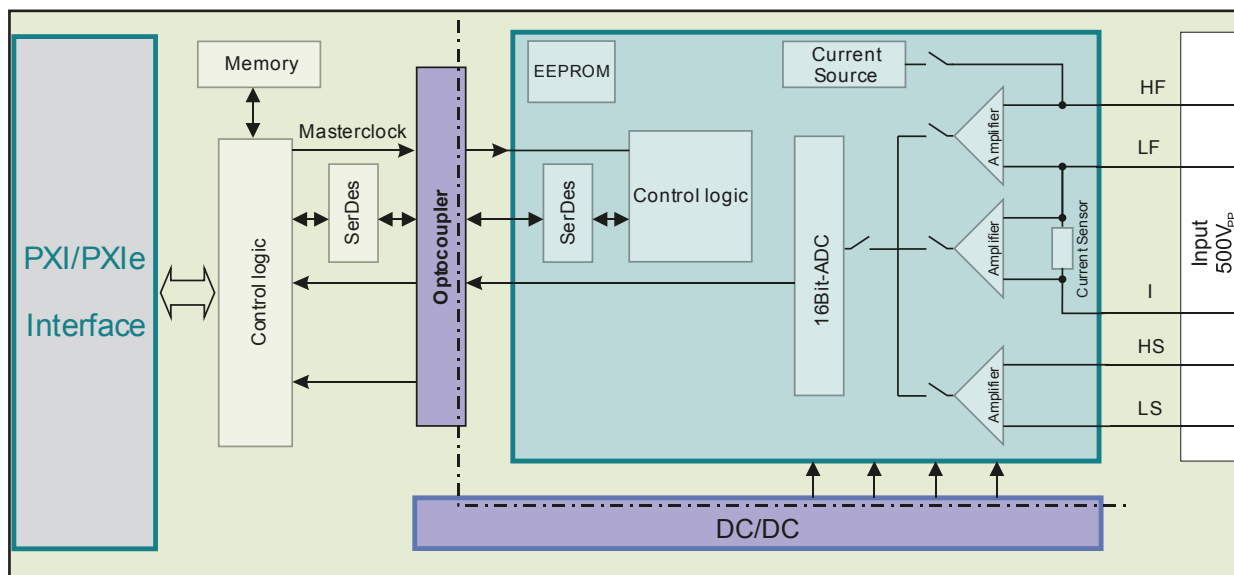 PXI/PXIe
Interface
Memory
Masterclock
Control logic
SerDes
Optocoupler
EEPROM
SerDes
Control logic
16Bit-ADC
Current
Source
Amplifier
Amplifier
Amplifier
Current Sensor
HF
LF
I
HS
LS
Input
500VPP
DC/DC